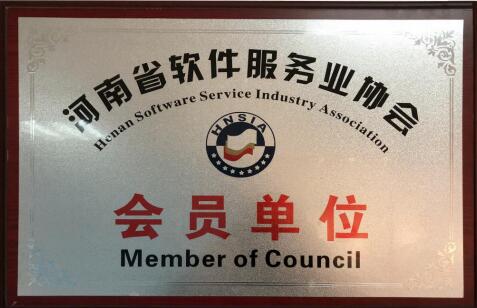 河南省软件服务业协会
Henan Software Service Industry Association
HNSIA
会员单位
Member of Council